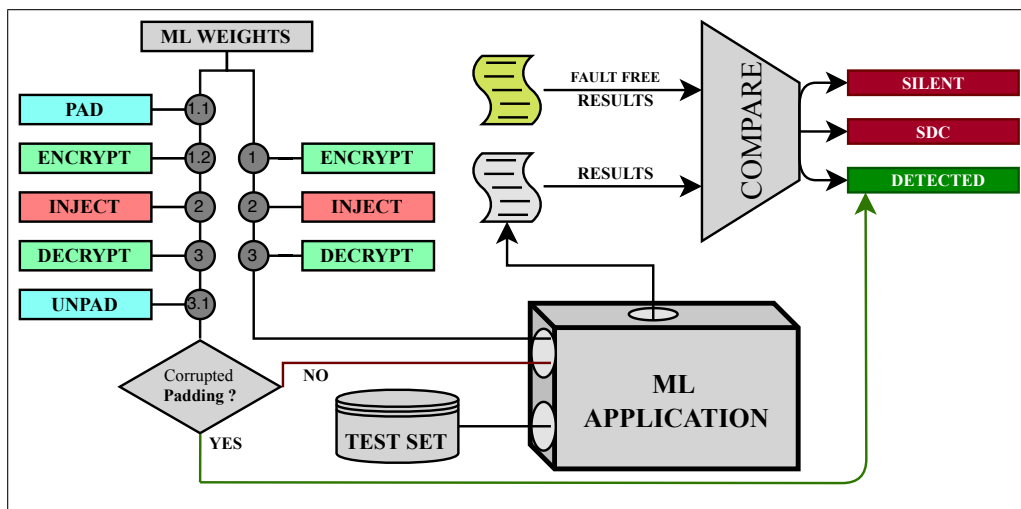 ML WEIGHTS
PAD
1.1
ENCRYPT
1.2
INJECT
2
DECRYPT
3
UNPAD
3.1
1
ENCRYPT
2
INJECT
3
DECRYPT
Corrupted
Padding ?
NO
YES
TEST SET
ML
APPLICATION
FAULT FREE
RESULTS
RESULTS
COMPARE
SILENT
SDC
DETECTED